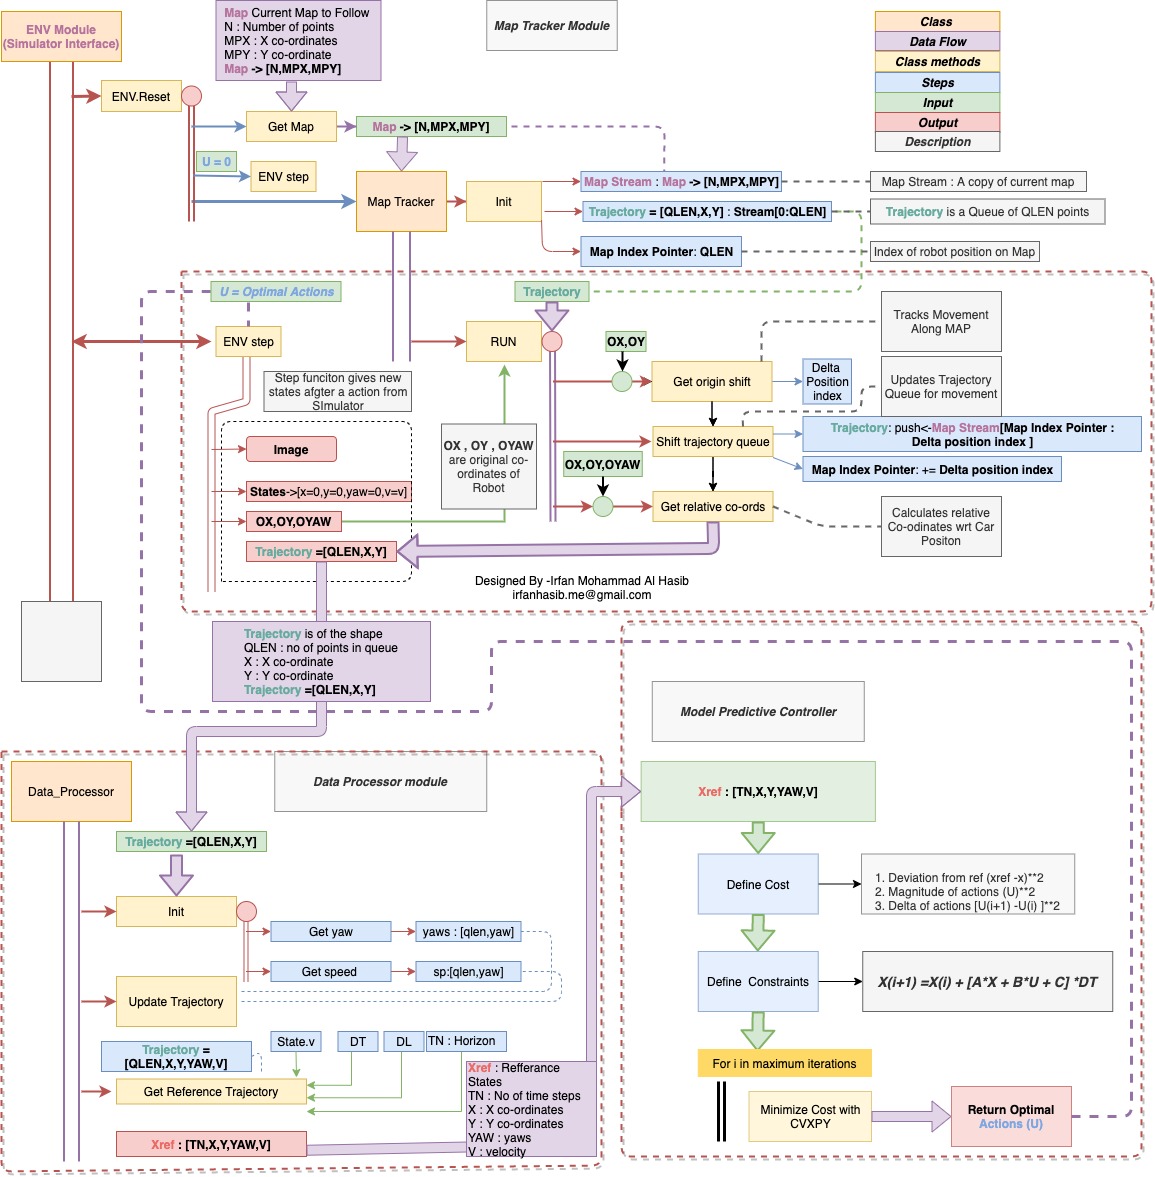 ENV Module
(Simulator Interface)
Map Current Map to Follow
N : Number of points
MPX : X co-ordinates
MPY : Y co-ordinate
Map -> [N,MPX,MPY]
Map Tracker Module
Class
Data Flow
Class methods
Steps
Input
Output
Description
ENV.Reset
Get Map
Map -> [N,MPX,MPY]
U = 0
ENV step
Map Tracker
Init
Map Stream : Map -> [N,MPX,MPY]
Map Stream : A copy of current map
Trajectory = [QLEN,X,Y] : Stream[0:QLEN]
Trajectory is a Queue of QLEN points
Map Index Pointer: QLEN
Index of robot position on Map
U = Optimal Actions
Trajectory
ENV step
RUN
OX,OY
Tracks Movement
Along MAP
Step funciton gives new
states afgter a action from
SImulator
Get origin shift
Delta
Position
index
Updates Trajectory
Queue for movement
Image
OX , OY , OYAW
are original co-
ordinates of
Robot
Shift trajectory queue
Trajectory: push<-Map Stream[Map Index Pointer :
Delta position index ]
OX,OY,OYAW
Map Index Pointer: += Delta position index
States->[x=0,y=0,yaw=0,v=v]
OX,OY,OYAW
Get relative co-ords
Calculates relative
Co-odinates wrt Car
Positon
Trajectory =[QLEN,X,Y]
Designed By -Irfan Mohammad Al Hasib
irfanhasib.me@gmail.com
Trajectory is of the shape
QLEN : no of points in queue
X : X co-ordinate
Y : Y co-ordinate
Trajectory =[QLEN,X,Y]
Model Predictive Controller
Data_Processor
Data Processor module
Xref : [TN,X,Y,YAW,V]
Trajectory =[QLEN,X,Y]
Define Cost
1. Deviation from ref (xref -x)**2
2. Magnitude of actions (U)**2
3. Delta of actions [U(i+1) -U(i) ]**2
Init
Get yaw
yaws : [qlen,yaw]
Get speed
sp:[qlen,yaw]
Define  Constraints
X(i+1) =X(i) + [A*X + B*U + C] *DT
Update Trajectory
Trajectory =
[QLEN,X,Y,YAW,V]
State.v
DT
DL
TN : Horizon
For i in maximum iterations
Get Reference Trajectory
Xref : Refferance
States
TN : No of time steps
X : X co-ordinates
Y : Y co-ordinates
YAW : yaws
V : velocity
Minimize Cost with
CVXPY
Return Optimal
Actions (U)
Xref : [TN,X,Y,YAW,V]